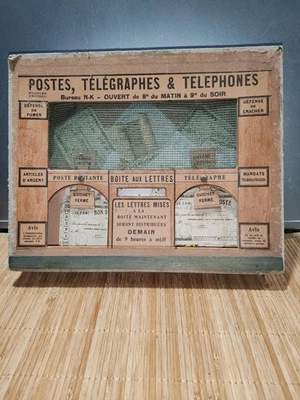 POSTES, TÉLÉGRAPHES & TELEPHONES
Bureau N-K - OUVERT de 8ʰ du MATIN à 9ʰ du SOIR
DÉFENSE
DE
FUMER
DÉFENSE
DE
CRACHER
ARTICLES
D'ARGENT
POSTE RESTANTE
BOITE AUX LETTRES
TÉLÉGRAPHE
MANDATS
GUICHET
FERMÉ
LES LETTRES MISES
A LA
BOITE MAINTENANT
SERONT DISTRIBUÉES
DEMAIN
de 9 heures à midi
GUICHET
FERMÉ
Avis
Avis